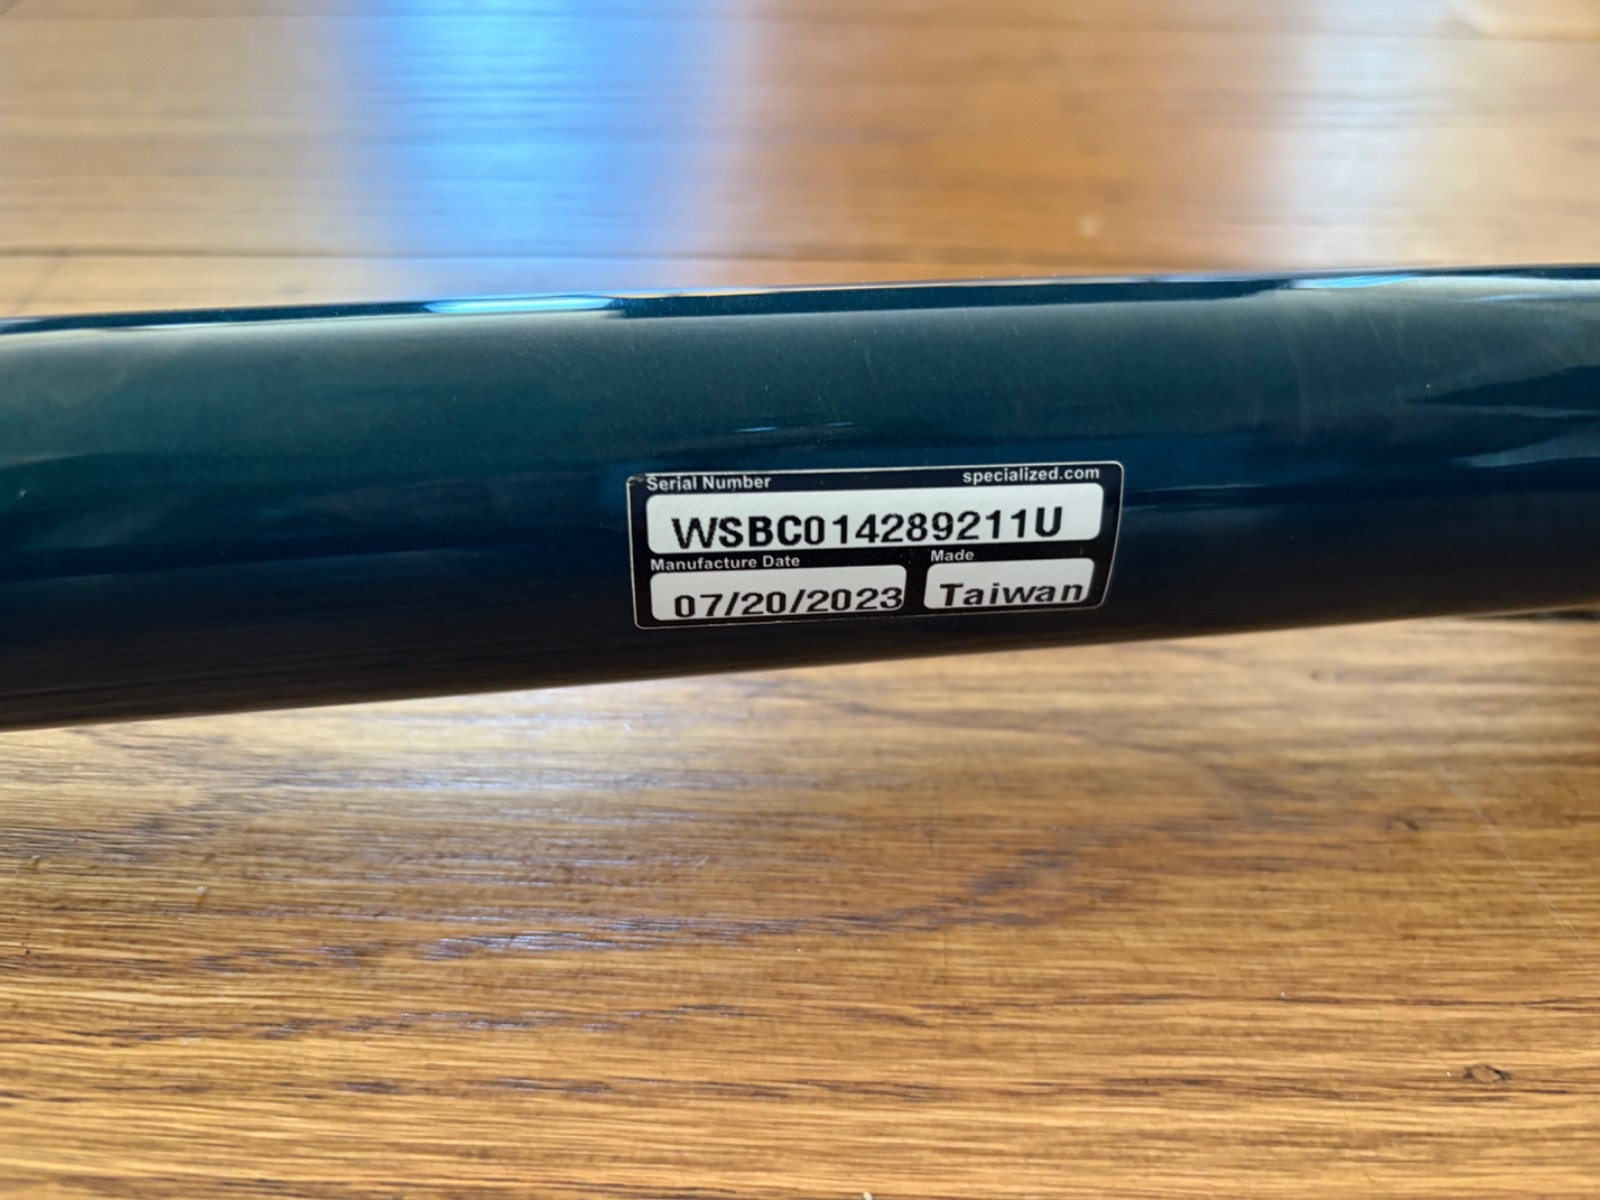 Serial Number specialized.com
WSBC014289211U
Manufacture Date Made
07/20/2023 Taiwan